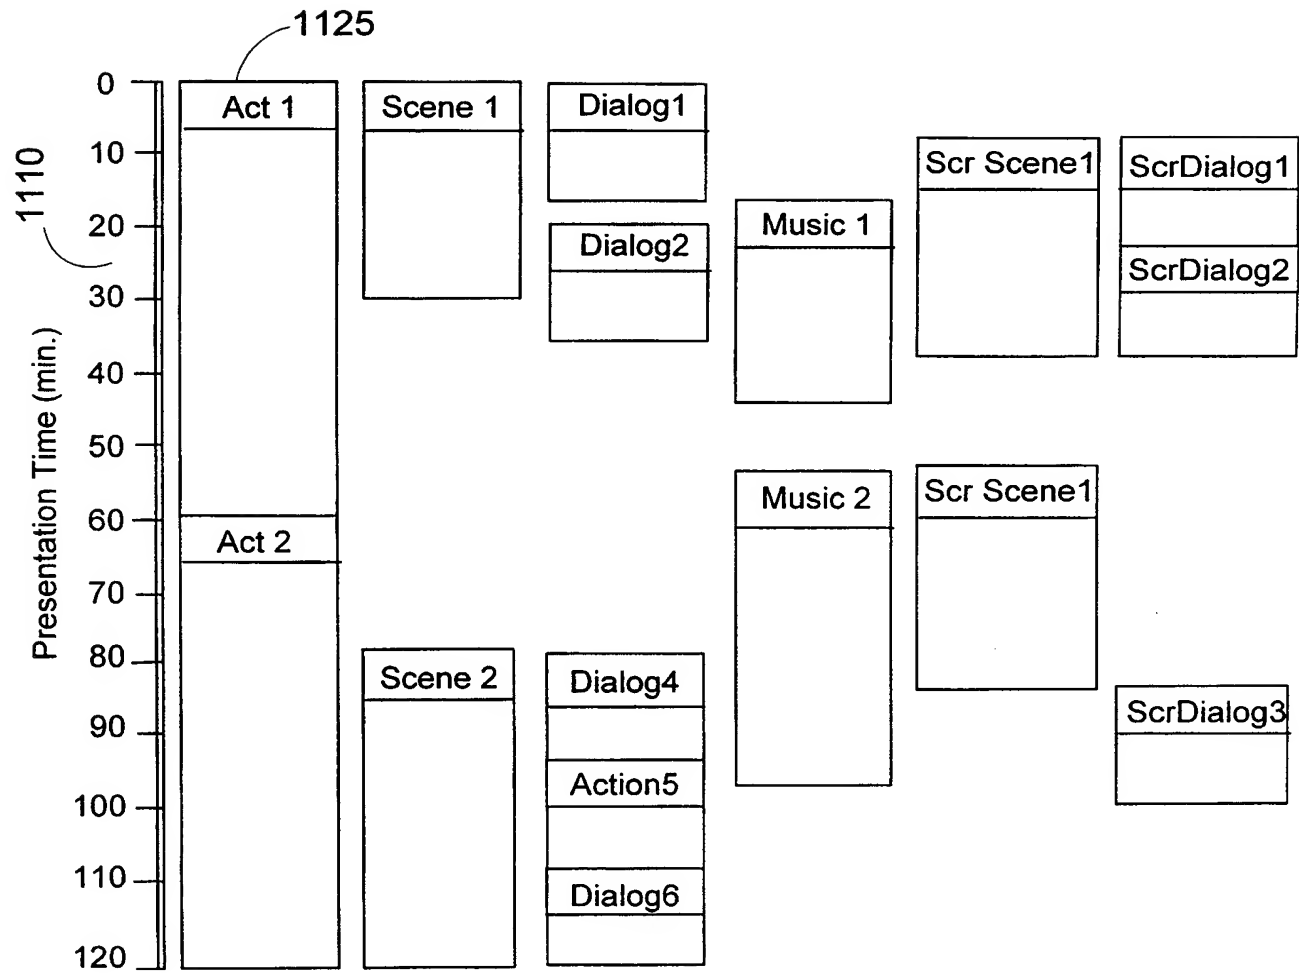 1125
0
Act 1
Scene 1
Dialog1
10
Scr Scene1
ScrDialog1
1110
20
Music 1
Dialog2
ScrDialog2
30
Presentation Time (min.)
40
50
Music 2
Scr Scene1
60
Act 2
70
80
Scene 2
Dialog4
90
ScrDialog3
Action5
100
110
Dialog6
120